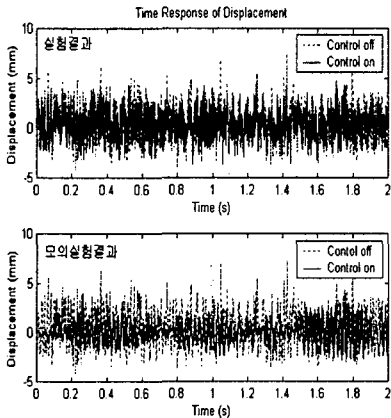 Time Response of Displacement
실험결과
Control off
Control on
Displacement (mm)
10
5
0
-5
0 0.2 0.4 0.6 0.8 1 1.2 1.4 1.6 1.8 2
Time (s)
모의실험결과
Contol off
Control on
Displacement (mm)
10
5
0
-5
0 0.2 0.4 0.6 0.8 1 1.2 1.4 1.6 1.8 2
Time (s)